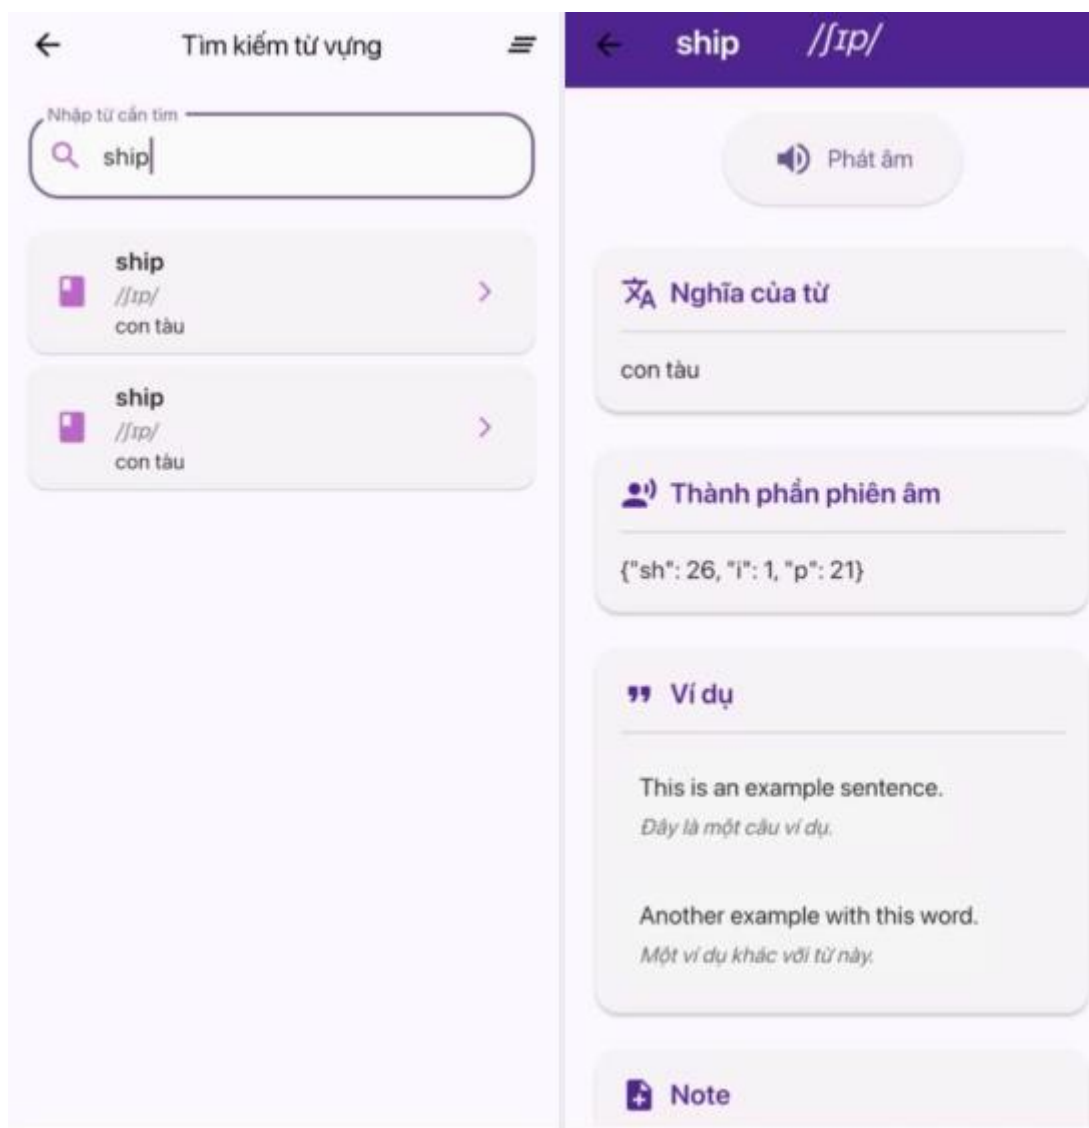 Tìm kiếm từ vựng
Nhập từ cần tìm
ship
ship
//ʃɪp/
con tàu
ship
//ʃɪp/
con tàu
ship //ʃɪp/
Phát âm
Nghĩa của từ
con tàu
Thành phần phiên âm
{"sh": 26, "i": 1, "p": 21}
Ví dụ
This is an example sentence.
Đây là một câu ví dụ.
Another example with this word.
Một ví dụ khác với từ này.
Note